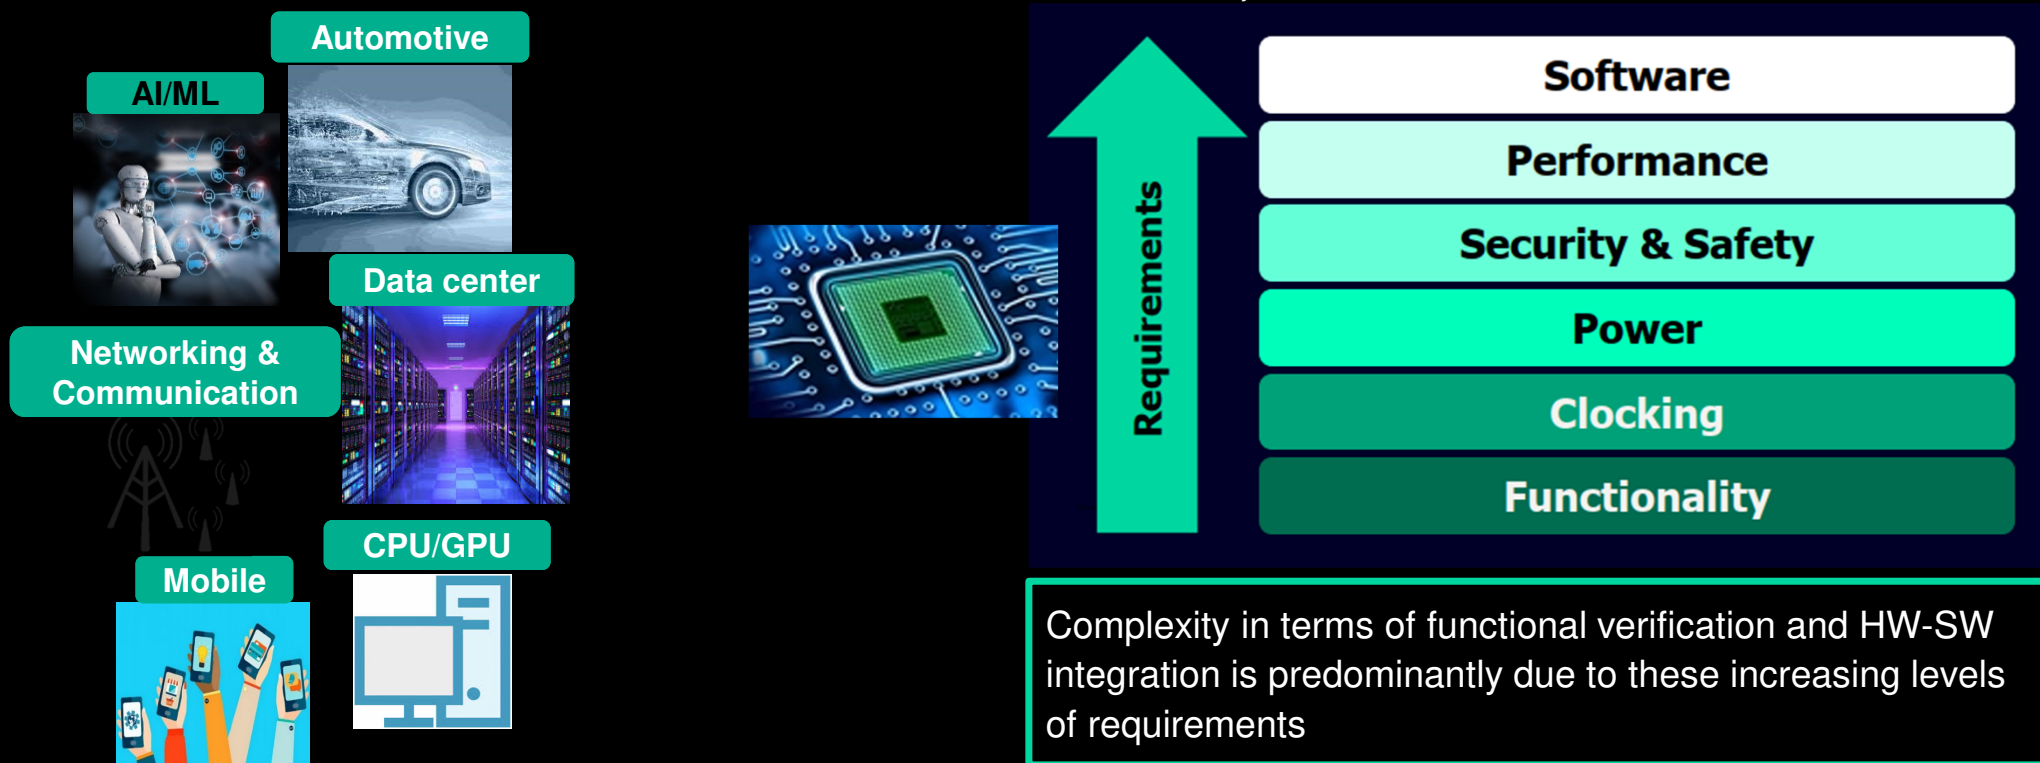 Automotive
AI/ML
Data center
Networking &
Communication
CPU/GPU
Mobile
Requirements
Software
Performance
Security & Safety
Power
Clocking
Functionality
Complexity in terms of functional verification and HW-SW
integration is predominantly due to these increasing levels
of requirements